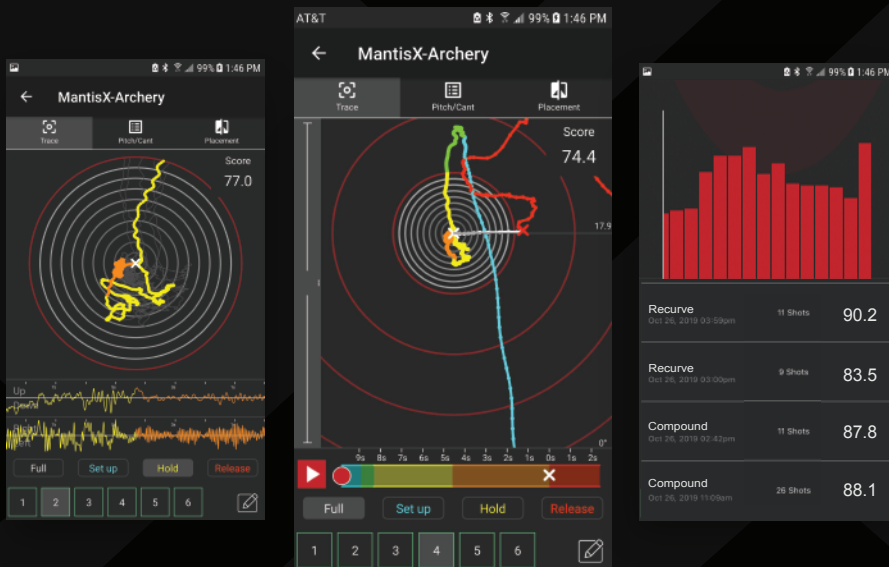 99% 1:46 PM
MantisX-Archery
Trace
Pitch/Cant
Placement
Score
77.0
Up
Full
Set up
Hold
Release
1 2 3 4 5 6
AT&T 99% 1:46 PM
MantisX-Archery
Trace
Pitch/Cant
Placement
Score
74.4
17.9
0°
9s 8s 7s 6s 5s 4s 3s 2s 1s 0s 1s 2s
Full
Set up
Hold
Release
1 2 3 4 5 6
99% 1:46 PM
Recurve
Oct 26, 2019 03:59pm
11 Shots
90.2
Recurve
Oct 26, 2019 03:00pm
9 Shots
83.5
Compound
Oct 26, 2019 02:42pm
11 Shots
87.8
Compound
Oct 26, 2019 11:09am
26 Shots
88.1